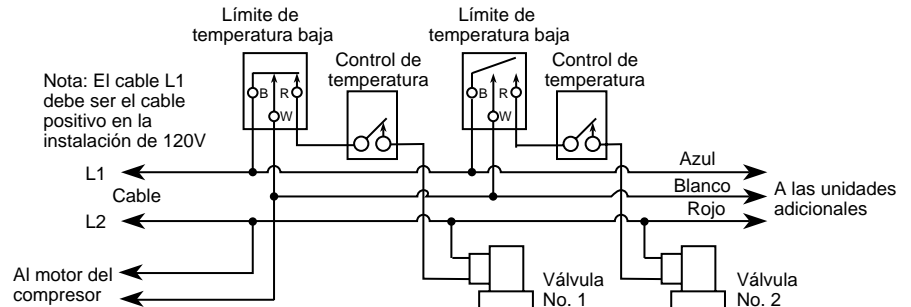 Límite de
temperatura baja
Límite de
temperatura baja
Control de
temperatura
Control de
temperatura
Nota: El cable L1
debe ser el cable
positivo en la
instalación de 120V
B
R
W
B
R
W
L1
Azul
Cable
Blanco
A las unidades
adicionales
L2
Rojo
Al motor del
compresor
Válvula
No. 1
Válvula
No. 2